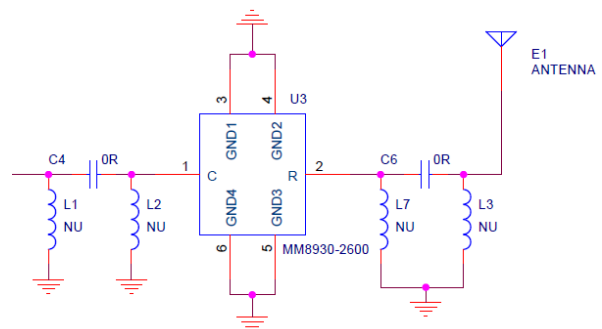 E1
ANTENNA
U3
3
4
GND1
GND2
C4
0R
1
C
R
2
C6
0R
L1
NU
L2
NU
GND4
GND3
L7
NU
L3
NU
6
5
MM8930-2600